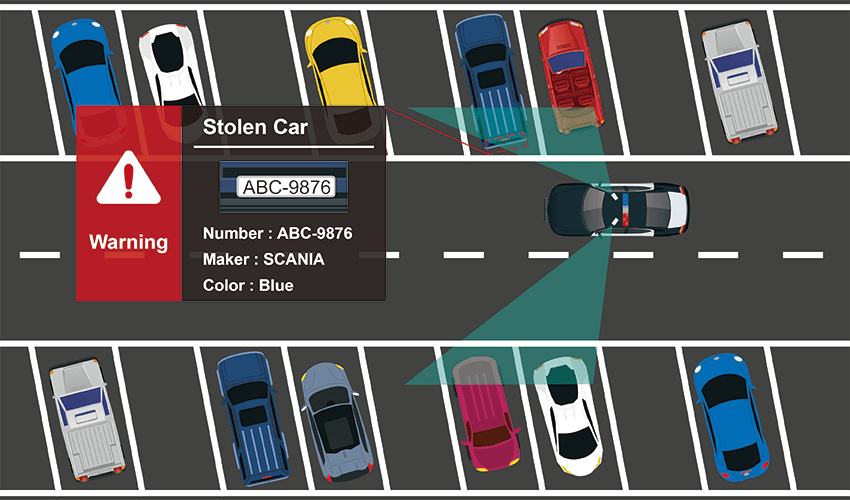 Stolen Car
ABC-9876
Warning
Number : ABC-9876
Maker : SCANIA
Color : Blue